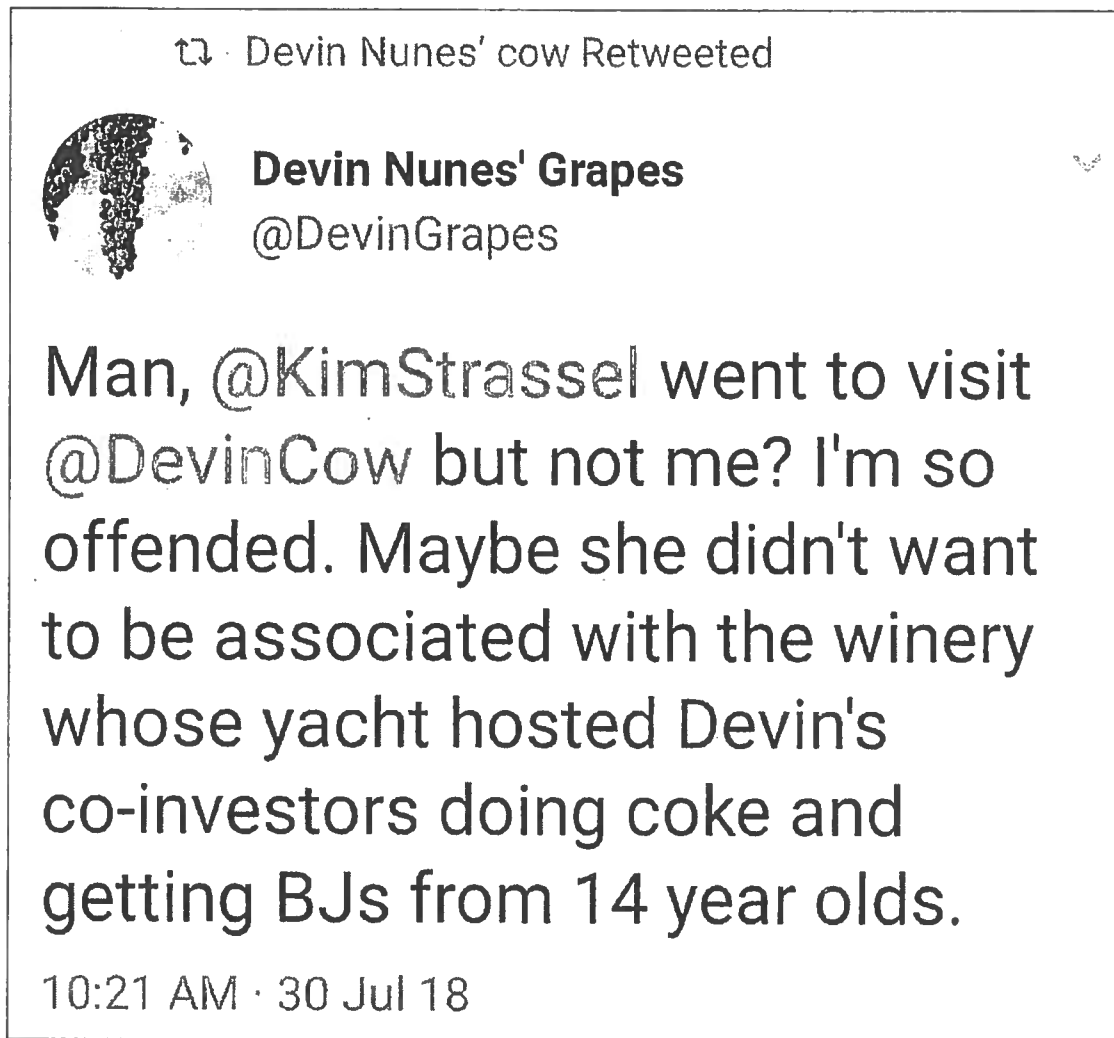 Devin Nunes' cow Retweeted
Devin Nunes' Grapes
@DevinGrapes
Man, @KimStrassel went to visit
@DevinCow but not me? I'm so
offended. Maybe she didn't want
to be associated with the winery
whose yacht hosted Devin's
co-investors doing coke and
getting BJs from 14 year olds.
10:21 AM · 30 Jul 18